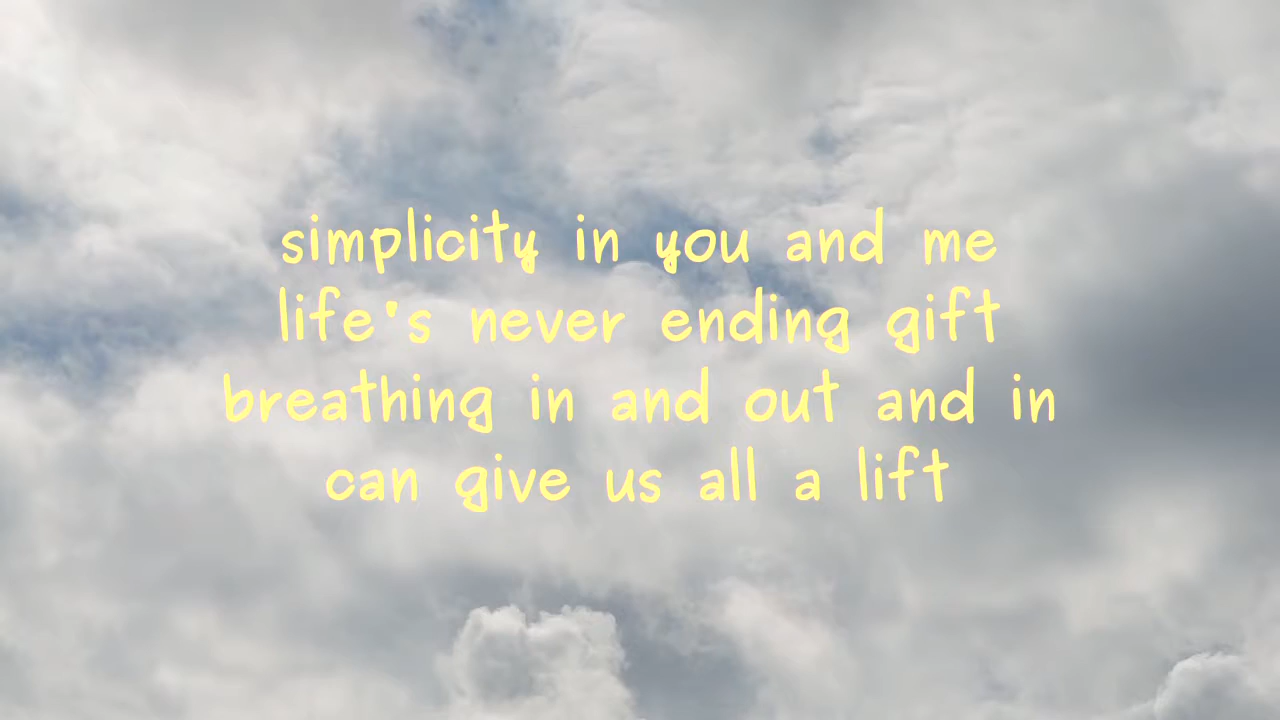 simplicity in you and me
life's never ending gift
breathing in and out and in
can give us all a lift